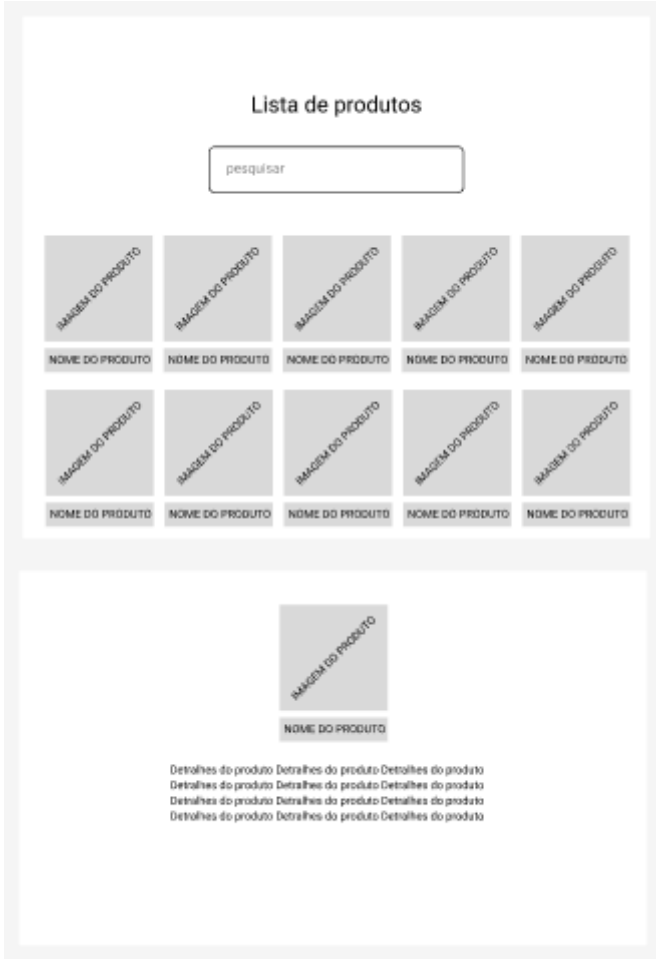 Lista de produtos
pesquisar
IMAGEM DO PRODUTO IMAGEM DO PRODUTO IMAGEM DO PRODUTO IMAGEM DO PRODUTO IMAGEM DO PRODUTO
NOME DO PRODUTO NOME DO PRODUTO NOME DO PRODUTO NOME DO PRODUTO NOME DO PRODUTO
IMAGEM DO PRODUTO IMAGEM DO PRODUTO IMAGEM DO PRODUTO IMAGEM DO PRODUTO IMAGEM DO PRODUTO
NOME DO PRODUTO NOME DO PRODUTO NOME DO PRODUTO NOME DO PRODUTO NOME DO PRODUTO
IMAGEM DO PRODUTO
NOME DO PRODUTO
Detralhes do produto Detralhes do produto Detralhes do produto
Detralhes do produto Detralhes do produto Detralhes do produto
Detralhes do produto Detralhes do produto Detralhes do produto
Detralhes do produto Detralhes do produto Detralhes do produto